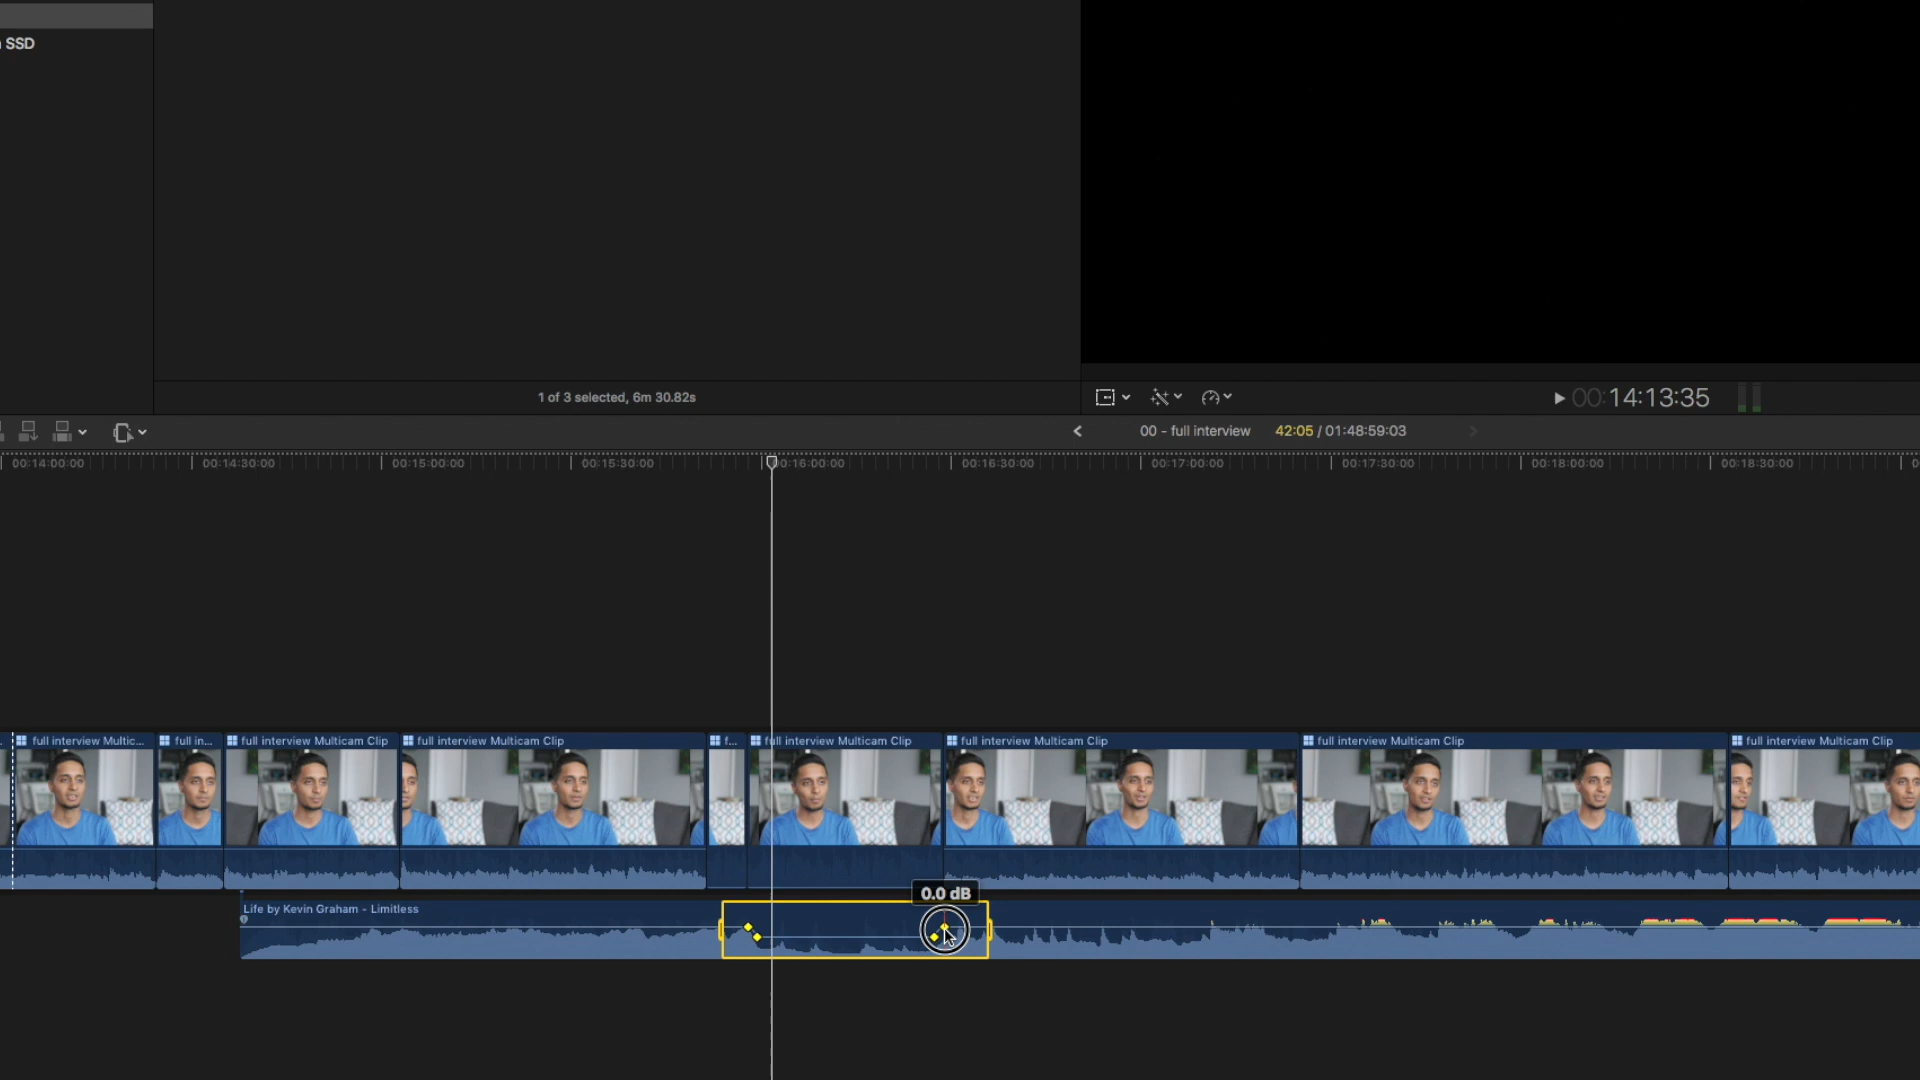 SSD
1 of 3 selected, 6m 30.82s
00:14:13:35
00 - full interview
42:05 / 01:48:59:03
00:14:00:00
00:14:30:00
00:15:00:00
00:15:30:00
00:16:00:00
00:16:30:00
00:17:00:00
00:17:30:00
00:18:00:00
00:18:30:00
full interview Multic...
full in...
full interview Multicam Clip
full interview Multicam Clip
f...
full interview Multicam Clip
full interview Multicam Clip
full interview Multicam Clip
full interview Multicam Clip
0.0 dB
Life by Kevin Graham - Limitless